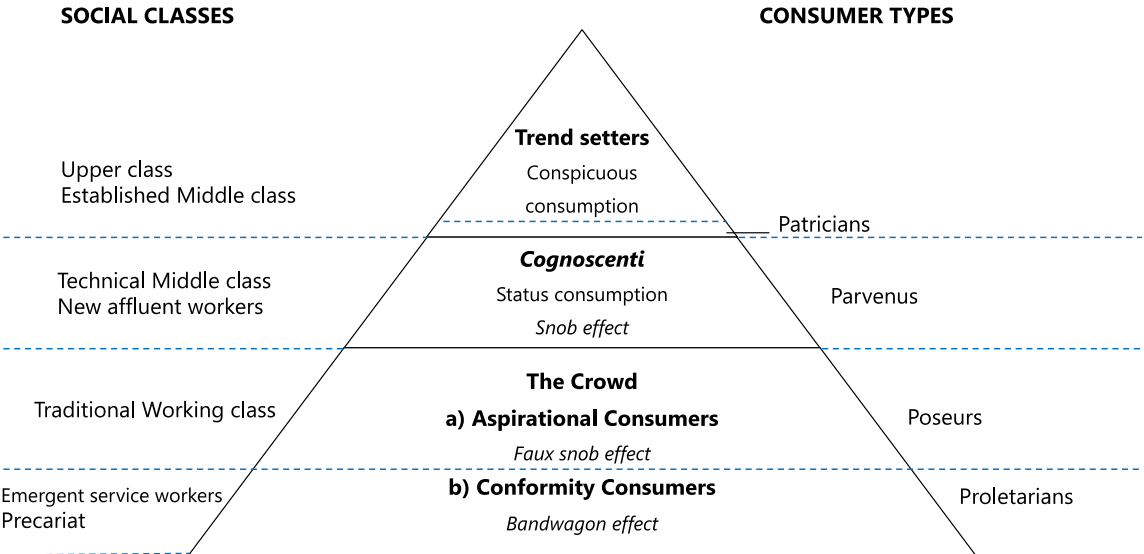 SOCIAL CLASSES
CONSUMER TYPES
Trend setters
Conspicuous
consumption
Upper class
Established Middle class
Patricians
Cognoscenti
Status consumption
Snob effect
Technical Middle class
New affluent workers
Parvenus
The Crowd
a) Aspirational Consumers
Faux snob effect
Traditional Working class
Poseurs
b) Conformity Consumers
Bandwagon effect
Emergent service workers
Precariat
Proletarians